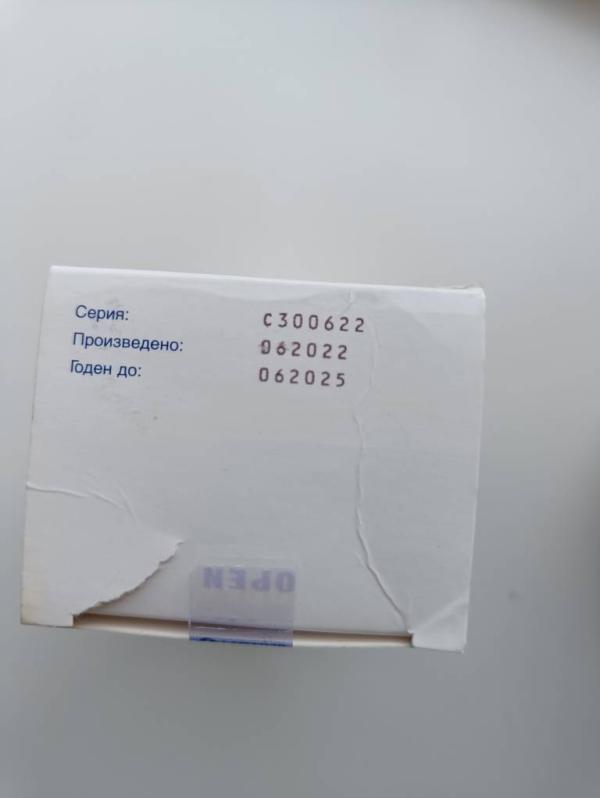 Серия: C300622
Произведено: 062022
Годен до: 062025
OPEN